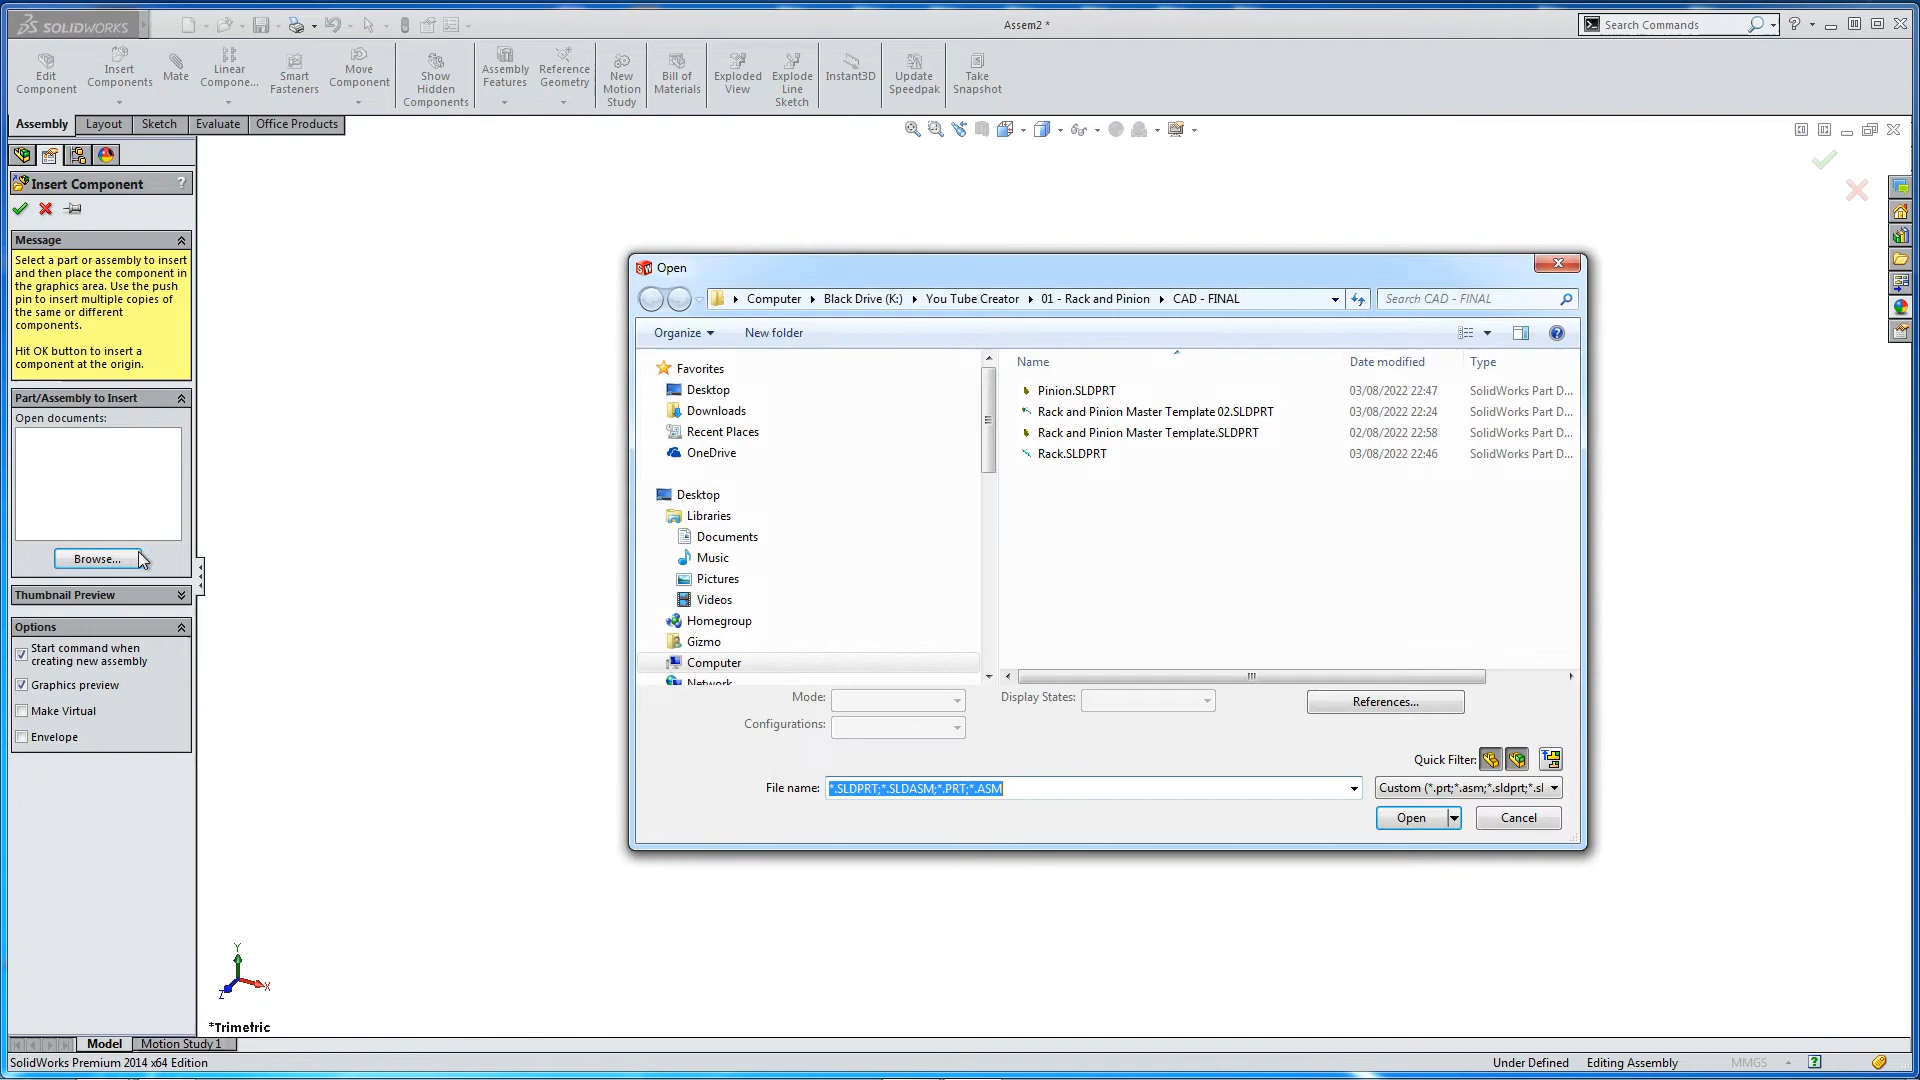 SOLIDWORKS
Assem2 *
Search Commands
Edit Component
Insert Components
Mate
Linear Compone...
Smart Fasteners
Move Component
Show Hidden Components
Assembly Features
Reference Geometry
New Motion Study
Bill of Materials
Exploded View
Explode Line Sketch
Instant3D
Update Speedpak
Take Snapshot
Assembly
Layout
Sketch
Evaluate
Office Products
Insert Component
?
Message
Select a part or assembly to insert
and then place the component in
the graphics area. Use the push
pin to insert multiple copies of
the same or different
components.
Hit OK button to insert a
component at the origin.
Part/Assembly to Insert
Open documents:
Browse...
Thumbnail Preview
Options
Start command when
creating new assembly
Graphics preview
Make Virtual
Envelope
Open
Computer
Black Drive (K:)
You Tube Creator
01 - Rack and Pinion
CAD - FINAL
Search CAD - FINAL
Organize
New folder
Favorites
Desktop
Downloads
Recent Places
OneDrive
Desktop
Libraries
Documents
Music
Pictures
Videos
Homegroup
Gizmo
Computer
Network
Name Date modified Type
Pinion.SLDPRT 03/08/2022 22:47 SolidWorks Part D...
Rack and Pinion Master Template 02.SLDPRT 03/08/2022 22:24 SolidWorks Part D...
Rack and Pinion Master Template.SLDPRT 02/08/2022 22:58 SolidWorks Part D...
Rack.SLDPRT 03/08/2022 22:46 SolidWorks Part D...
Mode:
Display States:
References...
Configurations:
Quick Filter:
File name: *.SLDPRT;*.SLDASM;*.PRT;*.ASM
Custom (*.prt;*.asm;*.sldprt;*.sl
Open
Cancel
Y
X
Z
*Trimetric
Model
Motion Study 1
SolidWorks Premium 2014 x64 Edition
Under Defined
Editing Assembly
MMGS